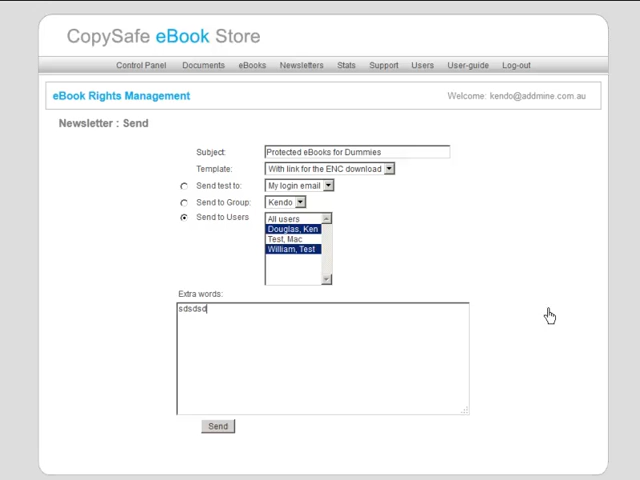 CopySafe eBook Store
Control Panel Documents eBooks Newsletters Stats Support Users User-guide Log-out
eBook Rights Management Welcome: kendo@addmine.com.au
Newsletter : Send
Subject: Protected eBooks for Dummies
Template: With link for the ENC download
Send test to: My login email
Send to Group: Kendo
Send to Users All users
Douglas, Ken
Test, Mac
William, Test
Extra words:
sdsdsd
Send